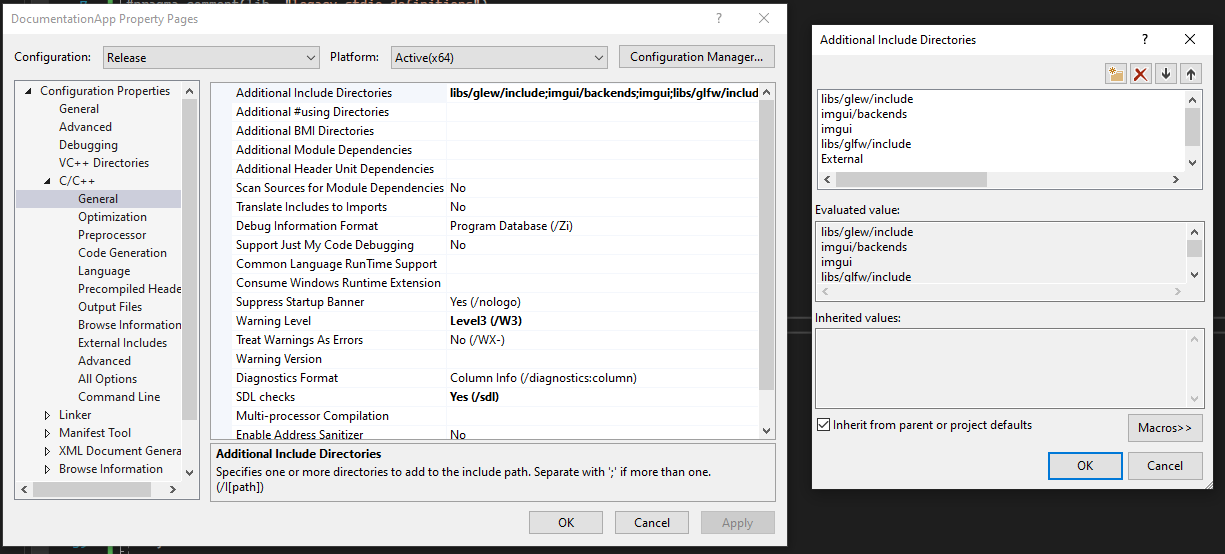 #pragma comment(lib, "legacy_stdio_definitions")
DocumentationApp Property Pages
?
Configuration:
Release
Platform:
Active(x64)
Configuration Manager...
Configuration Properties
General
Advanced
Debugging
VC++ Directories
C/C++
General
Optimization
Preprocessor
Code Generation
Language
Precompiled Heade
Output Files
Browse Information
External Includes
Advanced
All Options
Command Line
Linker
Manifest Tool
XML Document Genera
Browse Information
Additional Include Directories libs/glew/include;imgui/backends;imgui;libs/glfw/includ
Additional #using Directories
Additional BMI Directories
Additional Module Dependencies
Additional Header Unit Dependencies
Scan Sources for Module Dependencies No
Translate Includes to Imports No
Debug Information Format Program Database (/Zi)
Support Just My Code Debugging No
Common Language RunTime Support
Consume Windows Runtime Extension
Suppress Startup Banner Yes (/nologo)
Warning Level Level3 (/W3)
Treat Warnings As Errors No (/WX-)
Warning Version
Diagnostics Format Column Info (/diagnostics:column)
SDL checks Yes (/sdl)
Multi-processor Compilation
Enable Address Sanitizer No
Additional Include Directories
Specifies one or more directories to add to the include path. Separate with ';' if more than one.
(/I[path])
OK
Cancel
Apply
Additional Include Directories
?
libs/glew/include
imgui/backends
imgui
libs/glfw/include
External
Evaluated value:
libs/glew/include
imgui/backends
imgui
libs/glfw/include
Inherited values:
Inherit from parent or project defaults
Macros>>
OK
Cancel